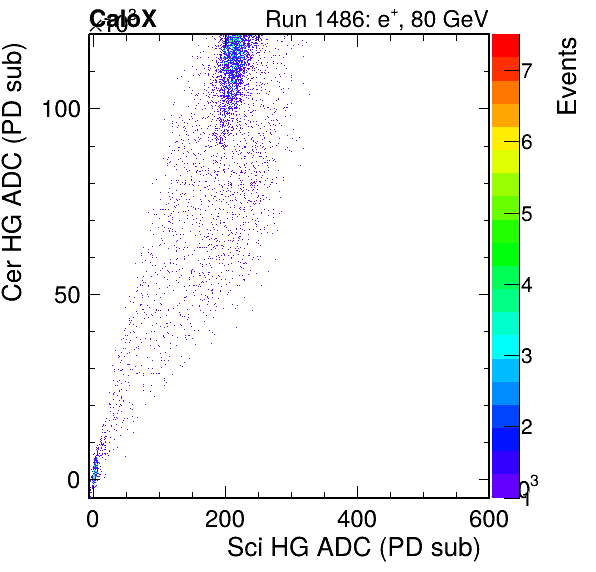 CaloX
×10³
Run 1486: e⁺, 80 GeV
Events
Cer HG ADC (PD sub)
100
50
0
7
6
5
4
3
2
1
0 200 400 600
Sci HG ADC (PD sub)